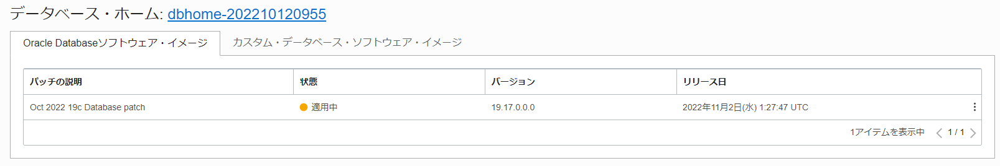 データベース・ホーム: dbhome-202210120955
Oracle Databaseソフトウェア・イメージ カスタム・データベース・ソフトウェア・イメージ
パッチの説明 状態 バージョン リリース日
Oct 2022 19c Database patch 適用中 19.17.0.0.0 2022年11月2日(水) 1:27:47 UTC
1アイテムを表示中 1 / 1